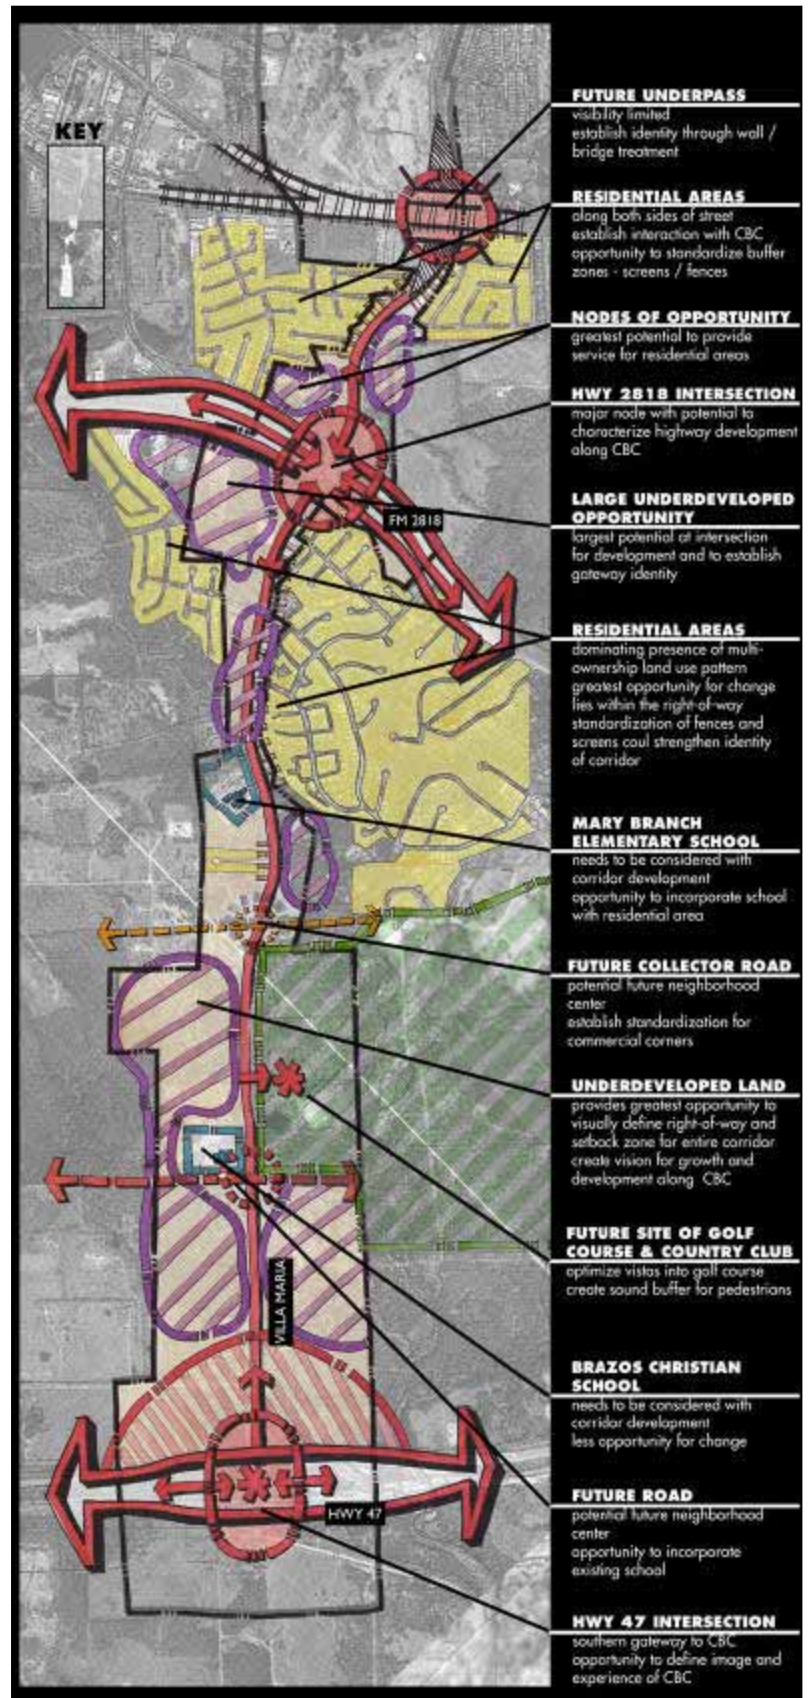 KEY
FUTURE UNDERPASS
visibility limited
establish identity through wall /
bridge treatment
RESIDENTIAL AREAS
along both sides of street
establish interaction with CBC
opportunity to standardize buffer
zones - screens / fences
NODES OF OPPORTUNITY
greatest potential to provide
service for residential areas
HWY 2818 INTERSECTION
major node with potential to
characterize highway development
along CBC
LARGE UNDERDEVELOPED
OPPORTUNITY
largest potential at intersection
for development and to establish
gateway identity
FM 2818
RESIDENTIAL AREAS
dominating presence of multi-
ownership land use pattern
greatest opportunity for change
lies within the right-of-way
standardization of fences and
screens coul strengthen identity
of corridor
MARY BRANCH
ELEMENTARY SCHOOL
needs to be considered with
corridor development
opportunity to incorporate school
with residential area
FUTURE COLLECTOR ROAD
potential future neighborhood
center
establish standardization for
commercial corners
UNDERDEVELOPED LAND
provides greatest opportunity to
visually define right-of-way and
setback zone for entire corridor
create vision for growth and
development along CBC
FUTURE SITE OF GOLF
COURSE & COUNTRY CLUB
optimize vistas into golf course
create sound buffer for pedestrians
VILLA MARIA
BRAZOS CHRISTIAN
SCHOOL
needs to be considered with
corridor development
less opportunity for change
FUTURE ROAD
potential future neighborhood
center
opportunity to incorporate
existing school
HWY 47
HWY 47 INTERSECTION
southern gateway to CBC
opportunity to define image and
experience of CBC